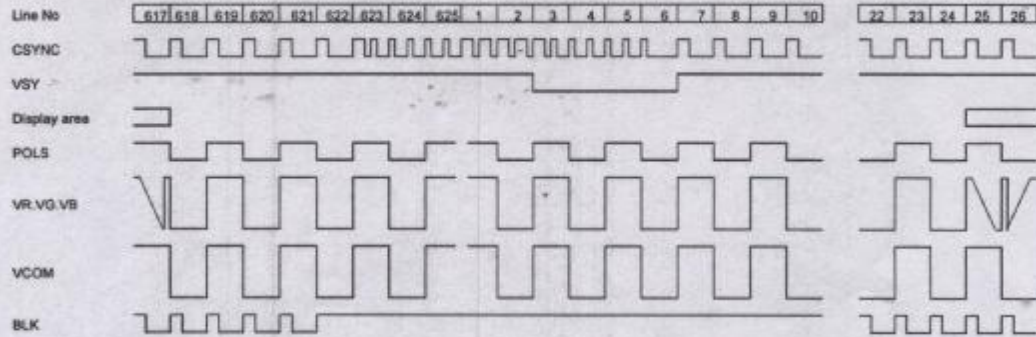 Line No 617 618 619 620 621 622 623 624 625 1 2 3 4 5 6 7 8 9 10 22 23 24 25 26
CSYNC
VSY
Display area
POLS
VR.VG.VB
VCOM
BLK